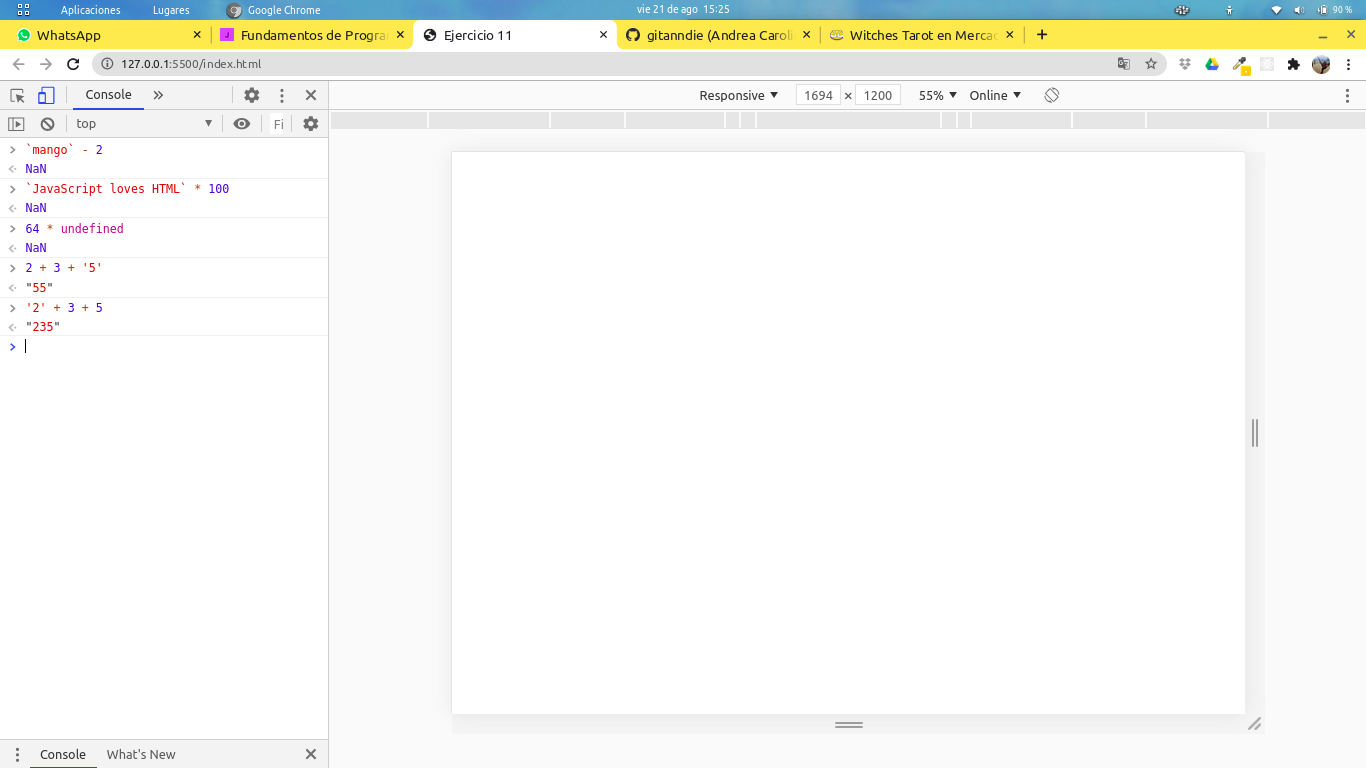 Aplicaciones Lugares Google Chrome vie 21 de ago 15:25 90 %
WhatsApp Fundamentos de Progra Ejercicio 11 gitanndie (Andrea Caroli Witches Tarot en Merca
127.0.0.1:5500/index.html
Console
Responsive 1694 × 1200 55% Online
top Fi
`mango` - 2
NaN
`JavaScript loves HTML` * 100
NaN
64 * undefined
NaN
2 + 3 + '5'
"55"
'2' + 3 + 5
"235"
Console What's New